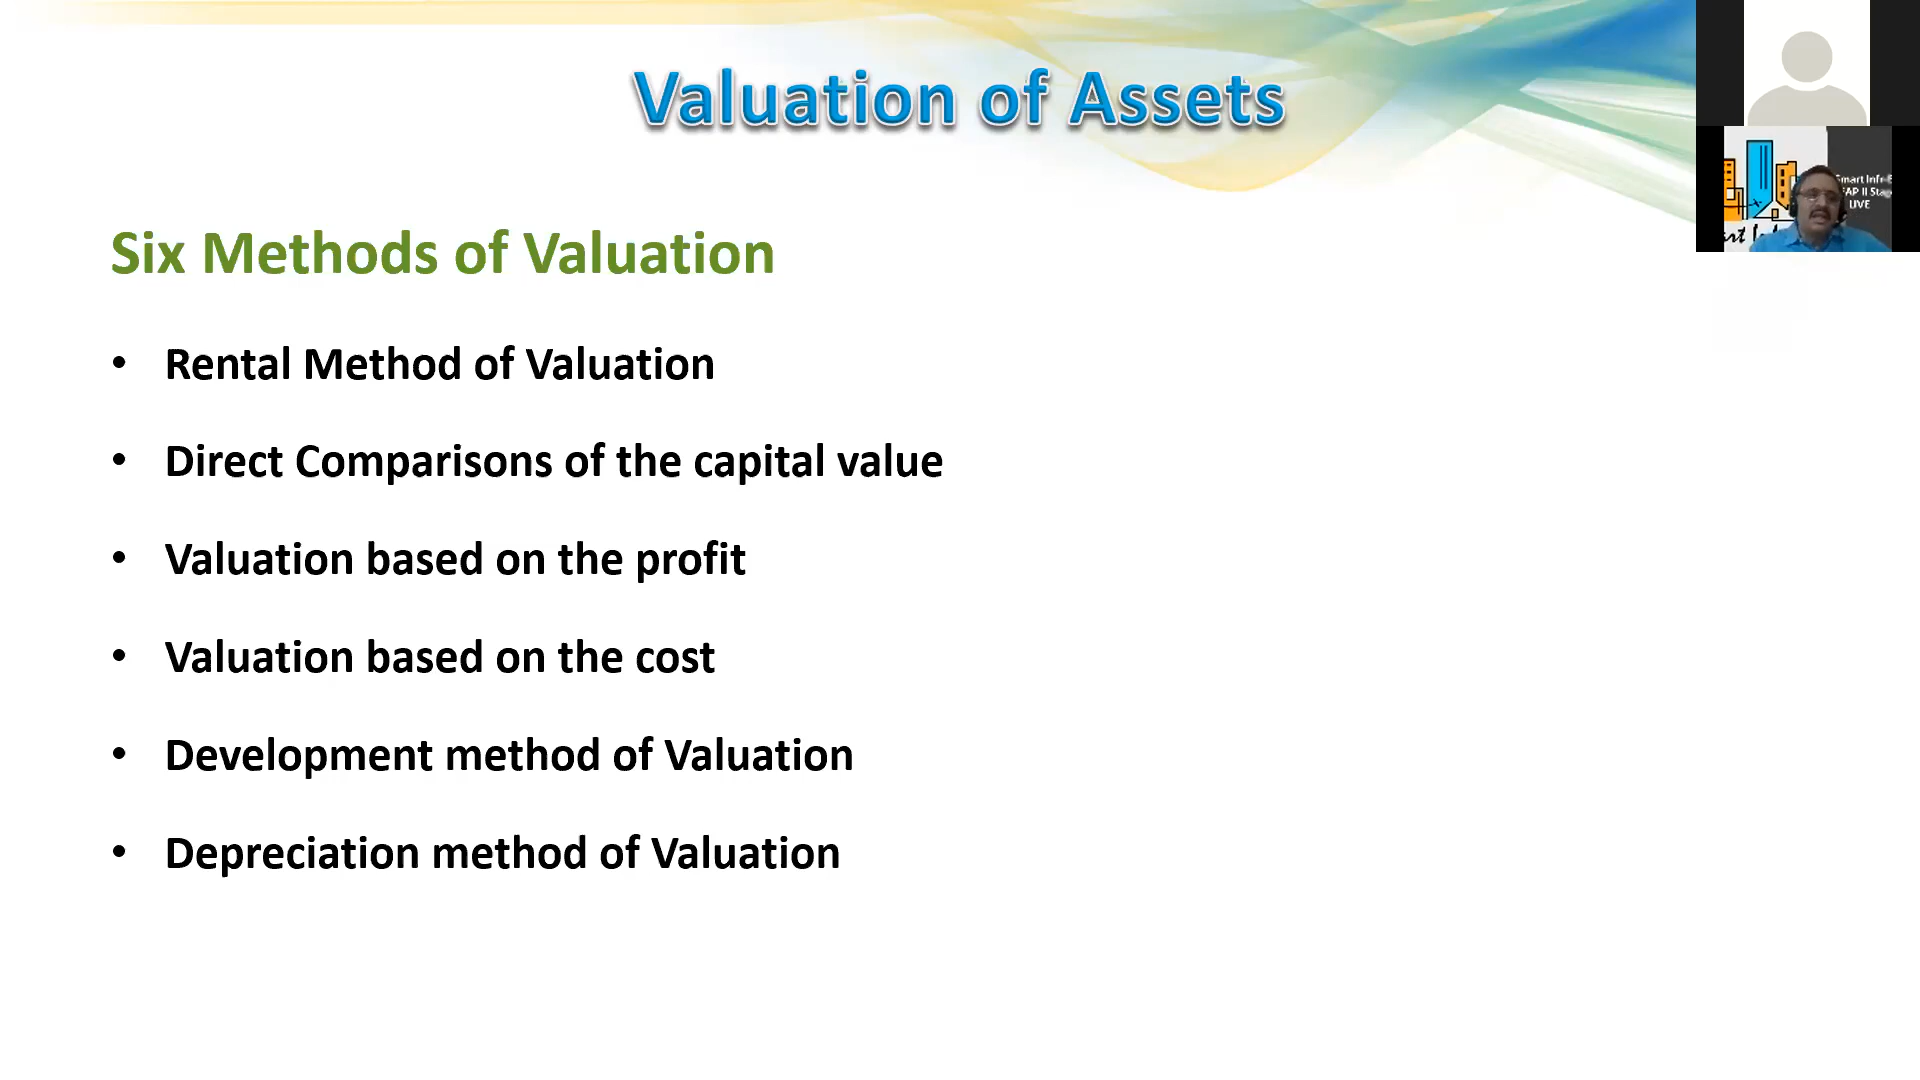 Valuation of Assets
Six Methods of Valuation
• Rental Method of Valuation
• Direct Comparisons of the capital value
• Valuation based on the profit
• Valuation based on the cost
• Development method of Valuation
• Depreciation method of Valuation
LIVE